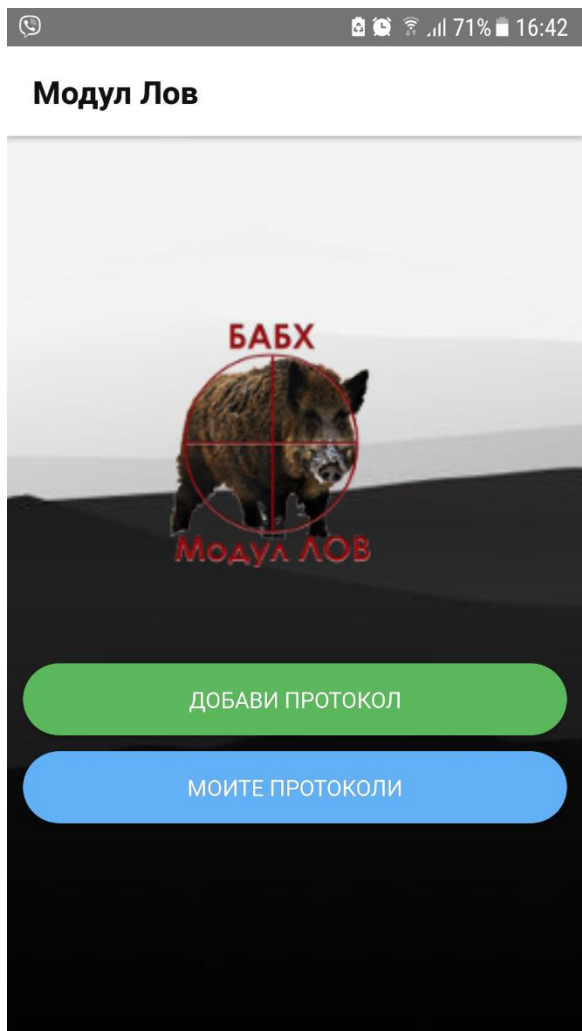 71% 16:42
Модул Лов
БАБХ
Модул ЛОВ
ДОБАВИ ПРОТОКОЛ
МОИТЕ ПРОТОКОЛИ